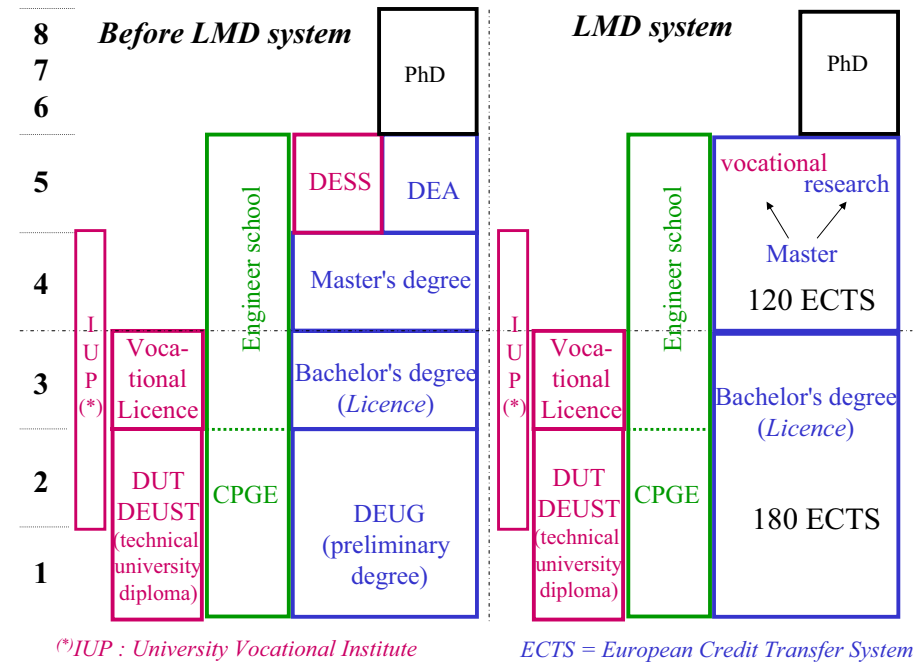 Before LMD system
LMD system
8
7
6
5
4
3
2
1
PhD
DESS
DEA
Engineer school
Master's degree
I
U
P
(*)
Voca-
tional
Licence
Bachelor's degree
(Licence)
DUT
DEUST
(technical
university
diploma)
CPGE
DEUG
(preliminary
degree)
PhD
vocational
research
Master
120 ECTS
Engineer school
I
U
P
(*)
Voca-
tional
Licence
Bachelor's degree
(Licence)
DUT
DEUST
(technical
university
diploma)
CPGE
180 ECTS
(*)IUP : University Vocational Institute
ECTS = European Credit Transfer System